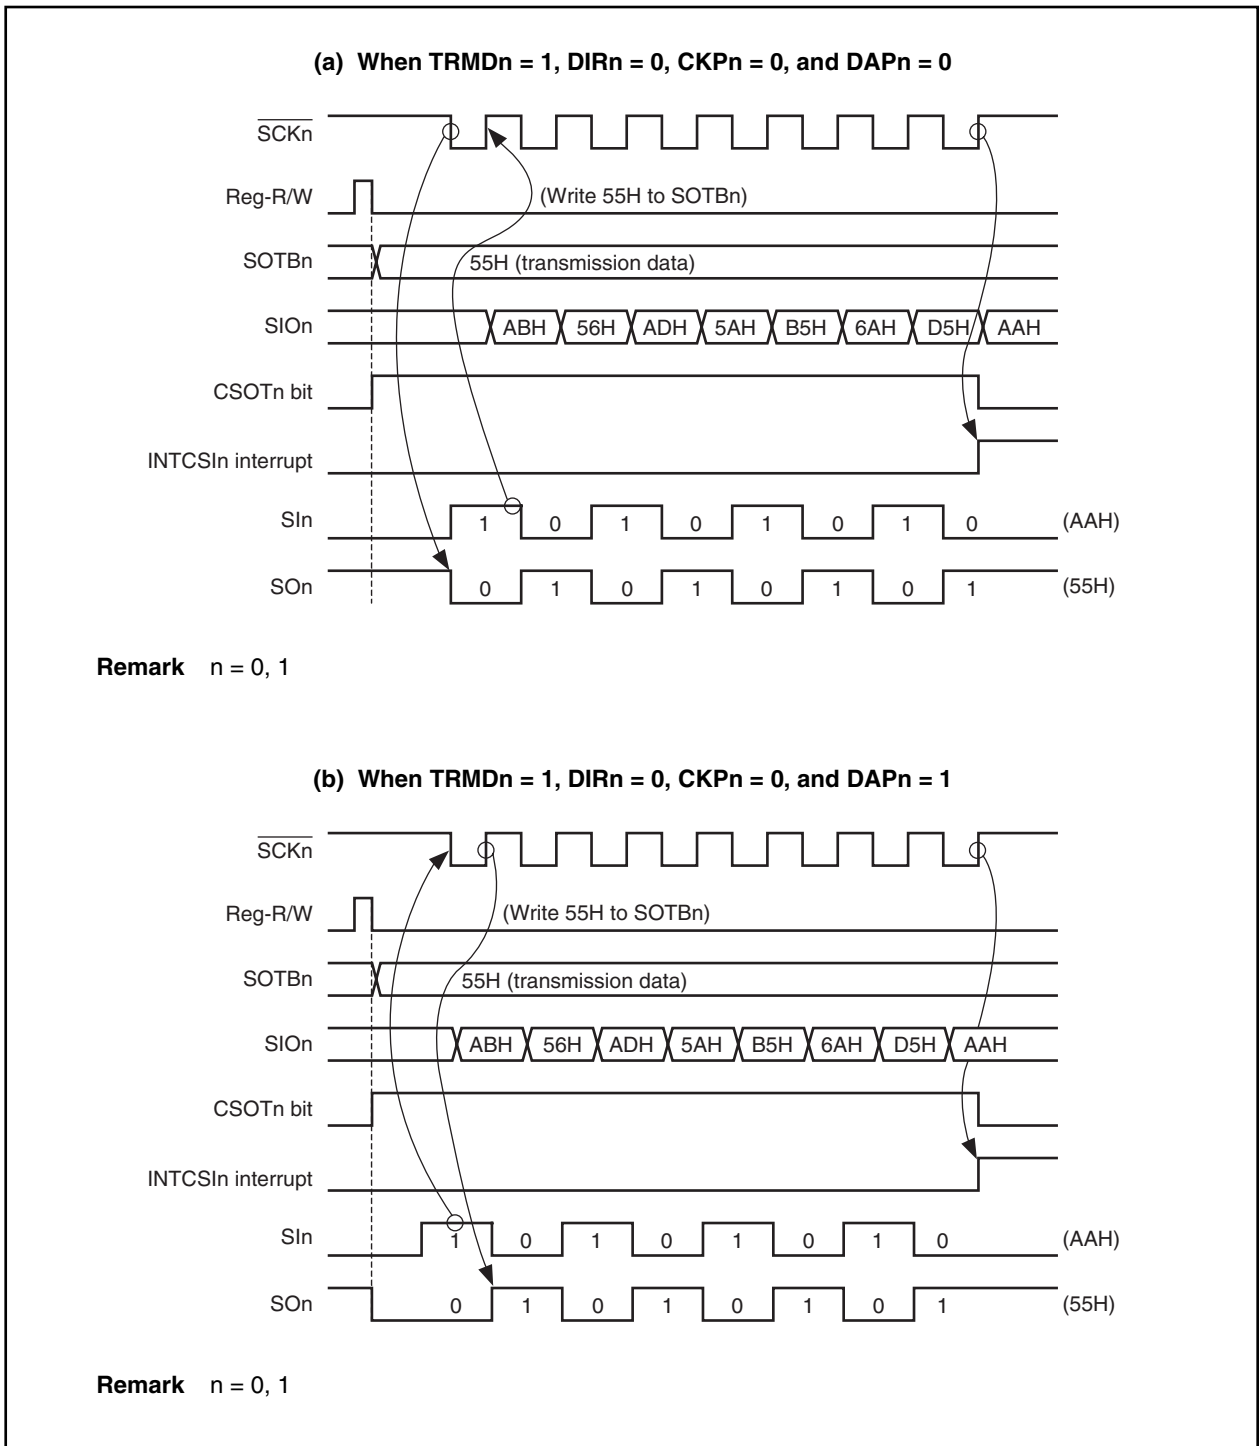 (a) When TRMDn = 1, DIRn = 0, CKPn = 0, and DAPn = 0
SCKn
Reg-R/W (Write 55H to SOTBn)
SOTBn 55H (transmission data)
SIOn ABH 56H ADH 5AH B5H 6AH D5H AAH
CSOTn bit
INTCSIn interrupt
SIn 1 0 1 0 1 0 1 0 (AAH)
SOn 0 1 0 1 0 1 0 1 (55H)
Remark n = 0, 1
(b) When TRMDn = 1, DIRn = 0, CKPn = 0, and DAPn = 1
SCKn
Reg-R/W (Write 55H to SOTBn)
SOTBn 55H (transmission data)
SIOn ABH 56H ADH 5AH B5H 6AH D5H AAH
CSOTn bit
INTCSIn interrupt
SIn 1 0 1 0 1 0 1 0 (AAH)
SOn 0 1 0 1 0 1 0 1 (55H)
Remark n = 0, 1